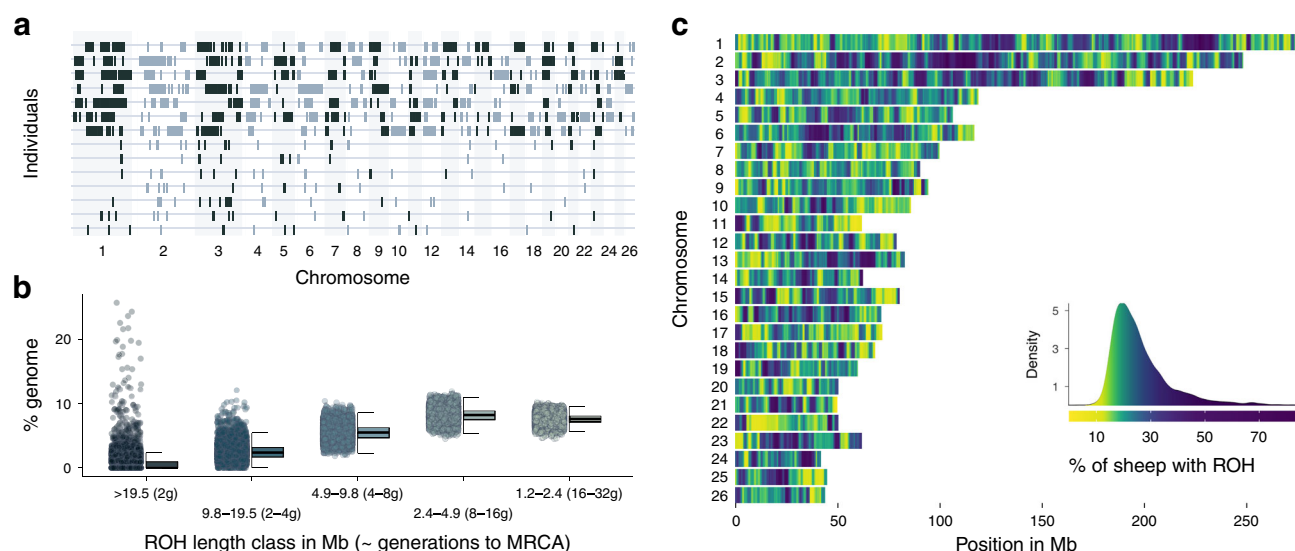 a
Individuals
1 2 3 4 5 6 7 8 9 10 12 14 16 18 20 22 24 26
Chromosome
b
% genome
20
10
0
>19.5 (2g) 4.9–9.8 (4–8g) 1.2–2.4 (16–32g)
9.8–19.5 (2–4g) 2.4–4.9 (8–16g)
ROH length class in Mb (~ generations to MRCA)
c
Chromosome
1
2
3
4
5
6
7
8
9
10
11
12
13
14
15
16
17
18
19
20
21
22
23
24
25
26
0 50 100 150 200 250
Position in Mb
Density
5
3
1
10 30 50 70
% of sheep with ROH